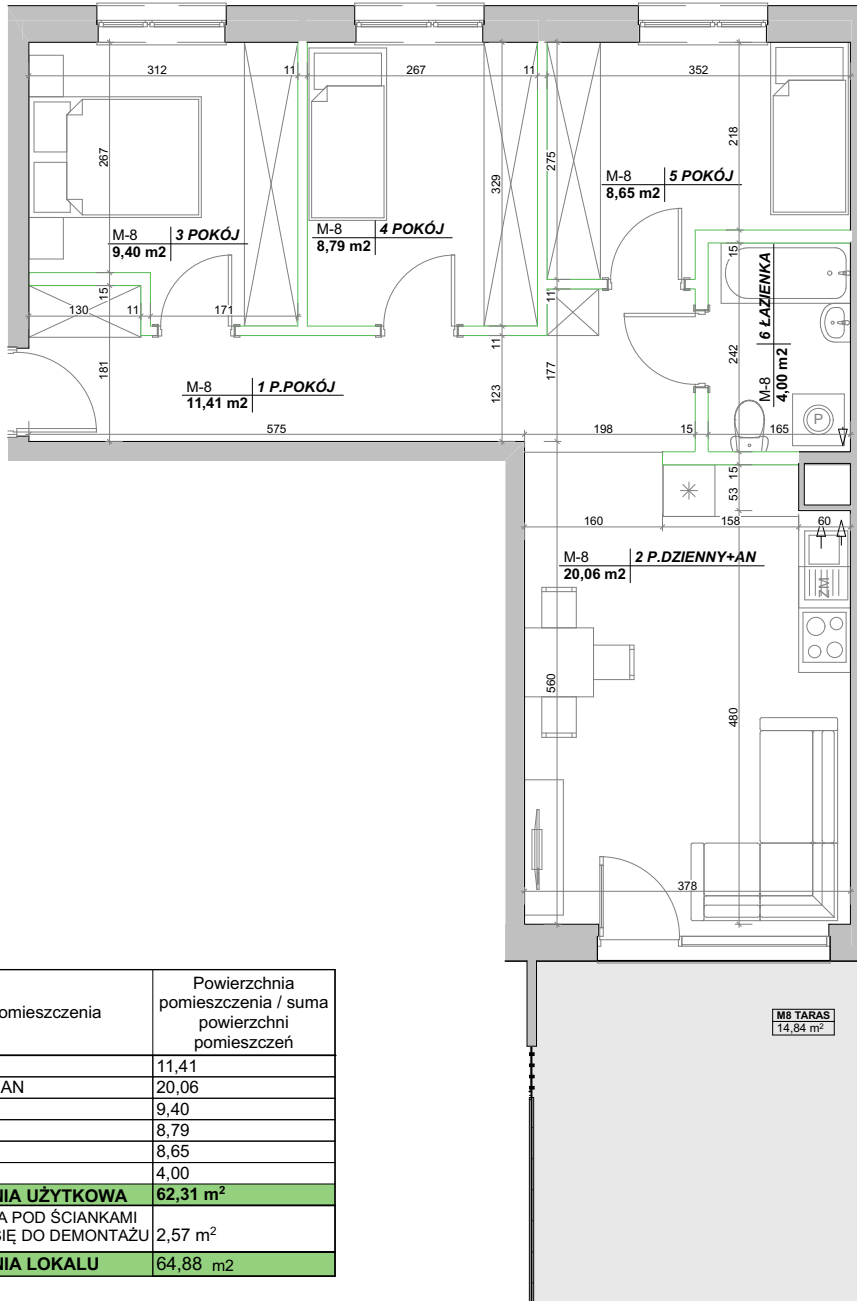 312
11
267
11
352
267
329
275
218
M-8
3 POKÓJ
9,40 m2
M-8
4 POKÓJ
8,79 m2
M-8
5 POKÓJ
8,65 m2
15
130
11
171
15
11
11
6 ŁAZIENKA
M-8
4,00 m2
242
181
M-8
1 P.POKÓJ
11,41 m2
123
177
P
575
198
15
165
15
53
160
158
60
M-8
2 P.DZIENNY+AN
20,06 m2
ZM
560
480
378
M8 TARAS
14,84 m²
omieszczenia
Powierzchnia
pomieszczenia / suma
powierzchni
pomieszczeń
11,41
AN 20,06
9,40
8,79
8,65
4,00
NIA UŻYTKOWA 62,31 m²
A POD ŚCIANKAMI
SIĘ DO DEMONTAŻU 2,57 m²
NIA LOKALU 64,88 m2